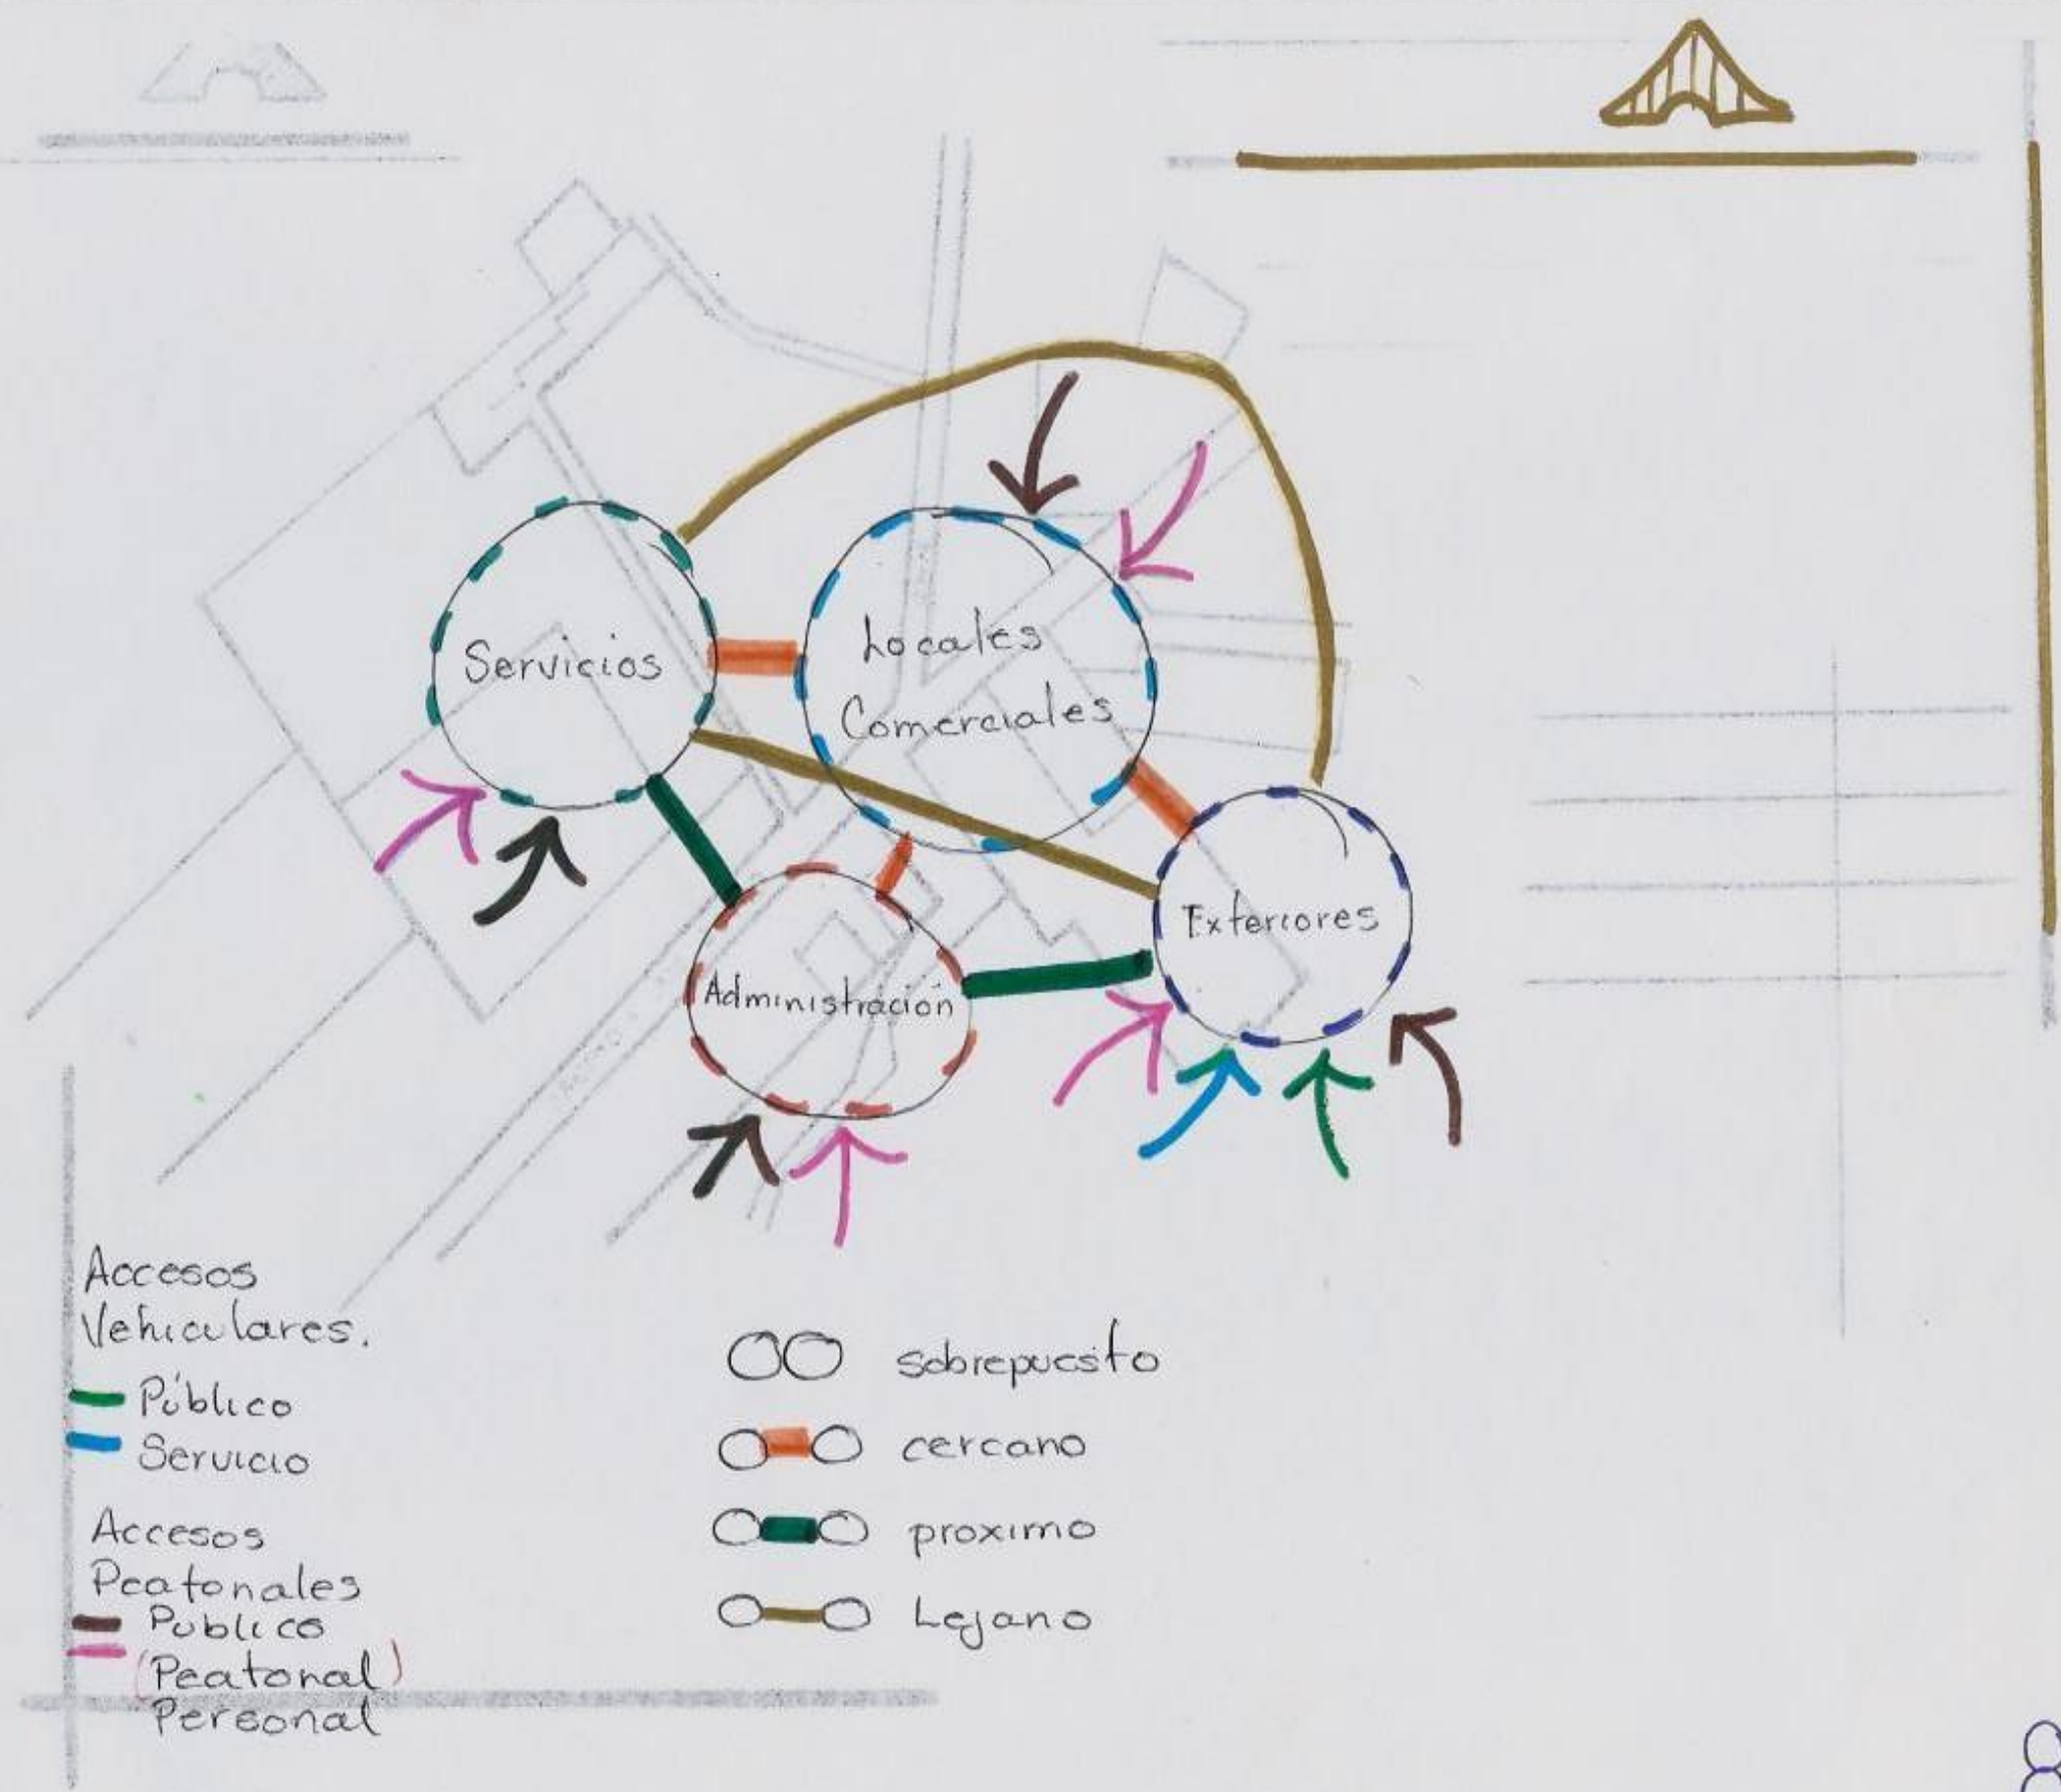 Servicios
Locales
Comerciales
Exteriores
Administración
Accesos
Vehiculares.
Público
Servicio
Accesos
Peatonales
Publico
(Peatonal)
Personal
sobrepuesto
cercano
proximo
Lejano